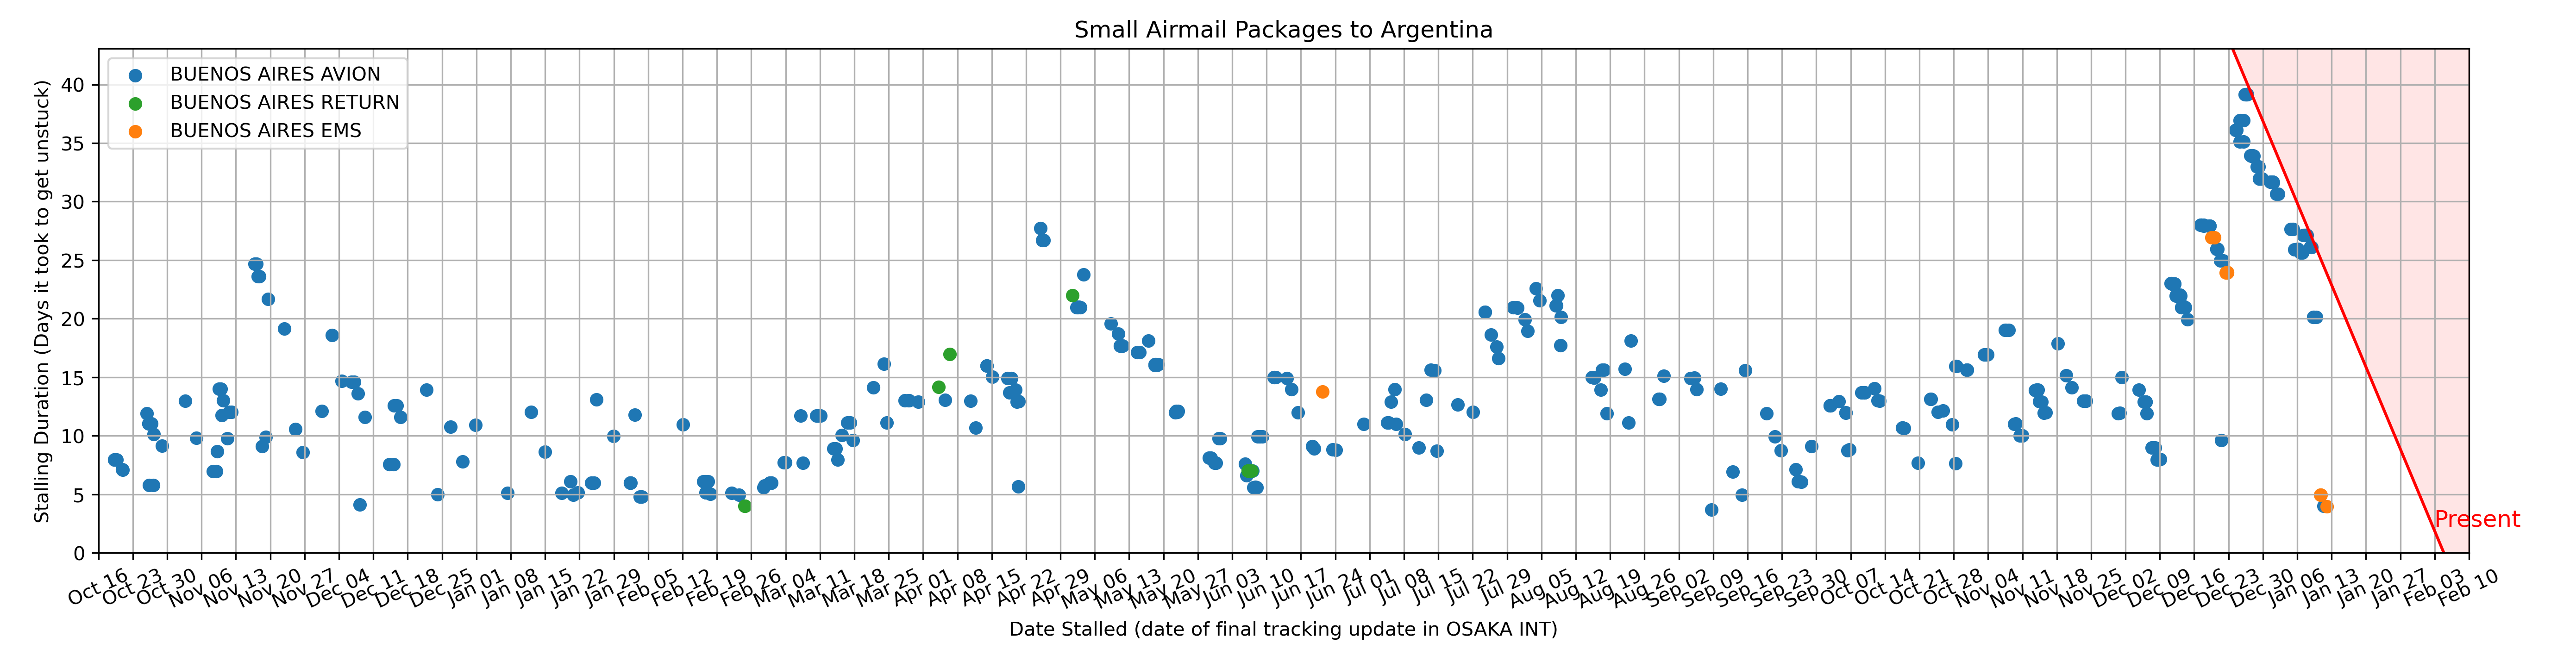 Small Airmail Packages to Argentina
BUENOS AIRES AVION
BUENOS AIRES RETURN
BUENOS AIRES EMS
Stalling Duration (Days it took to get unstuck)
40
35
30
25
20
15
10
5
0
Present
Oct 16 Oct 23 Oct 30 Nov 06 Nov 13 Nov 20 Nov 27 Dec 04 Dec 11 Dec 18 Dec 25 Jan 01 Jan 08 Jan 15 Jan 22 Jan 29 Feb 05 Feb 12 Feb 19 Feb 26 Mar 04 Mar 11 Mar 18 Mar 25 Apr 01 Apr 08 Apr 15 Apr 22 Apr 29 May 06 May 13 May 20 May 27 Jun 03 Jun 10 Jun 17 Jun 24 Jul 01 Jul 08 Jul 15 Jul 22 Jul 29 Aug 05 Aug 12 Aug 19 Aug 26 Sep 02 Sep 09 Sep 16 Sep 23 Sep 30 Oct 07 Oct 14 Oct 21 Oct 28 Nov 04 Nov 11 Nov 18 Nov 25 Dec 02 Dec 09 Dec 16 Dec 23 Dec 30 Jan 06 Jan 13 Jan 20 Jan 27 Feb 03 Feb 10
Date Stalled (date of final tracking update in OSAKA INT)